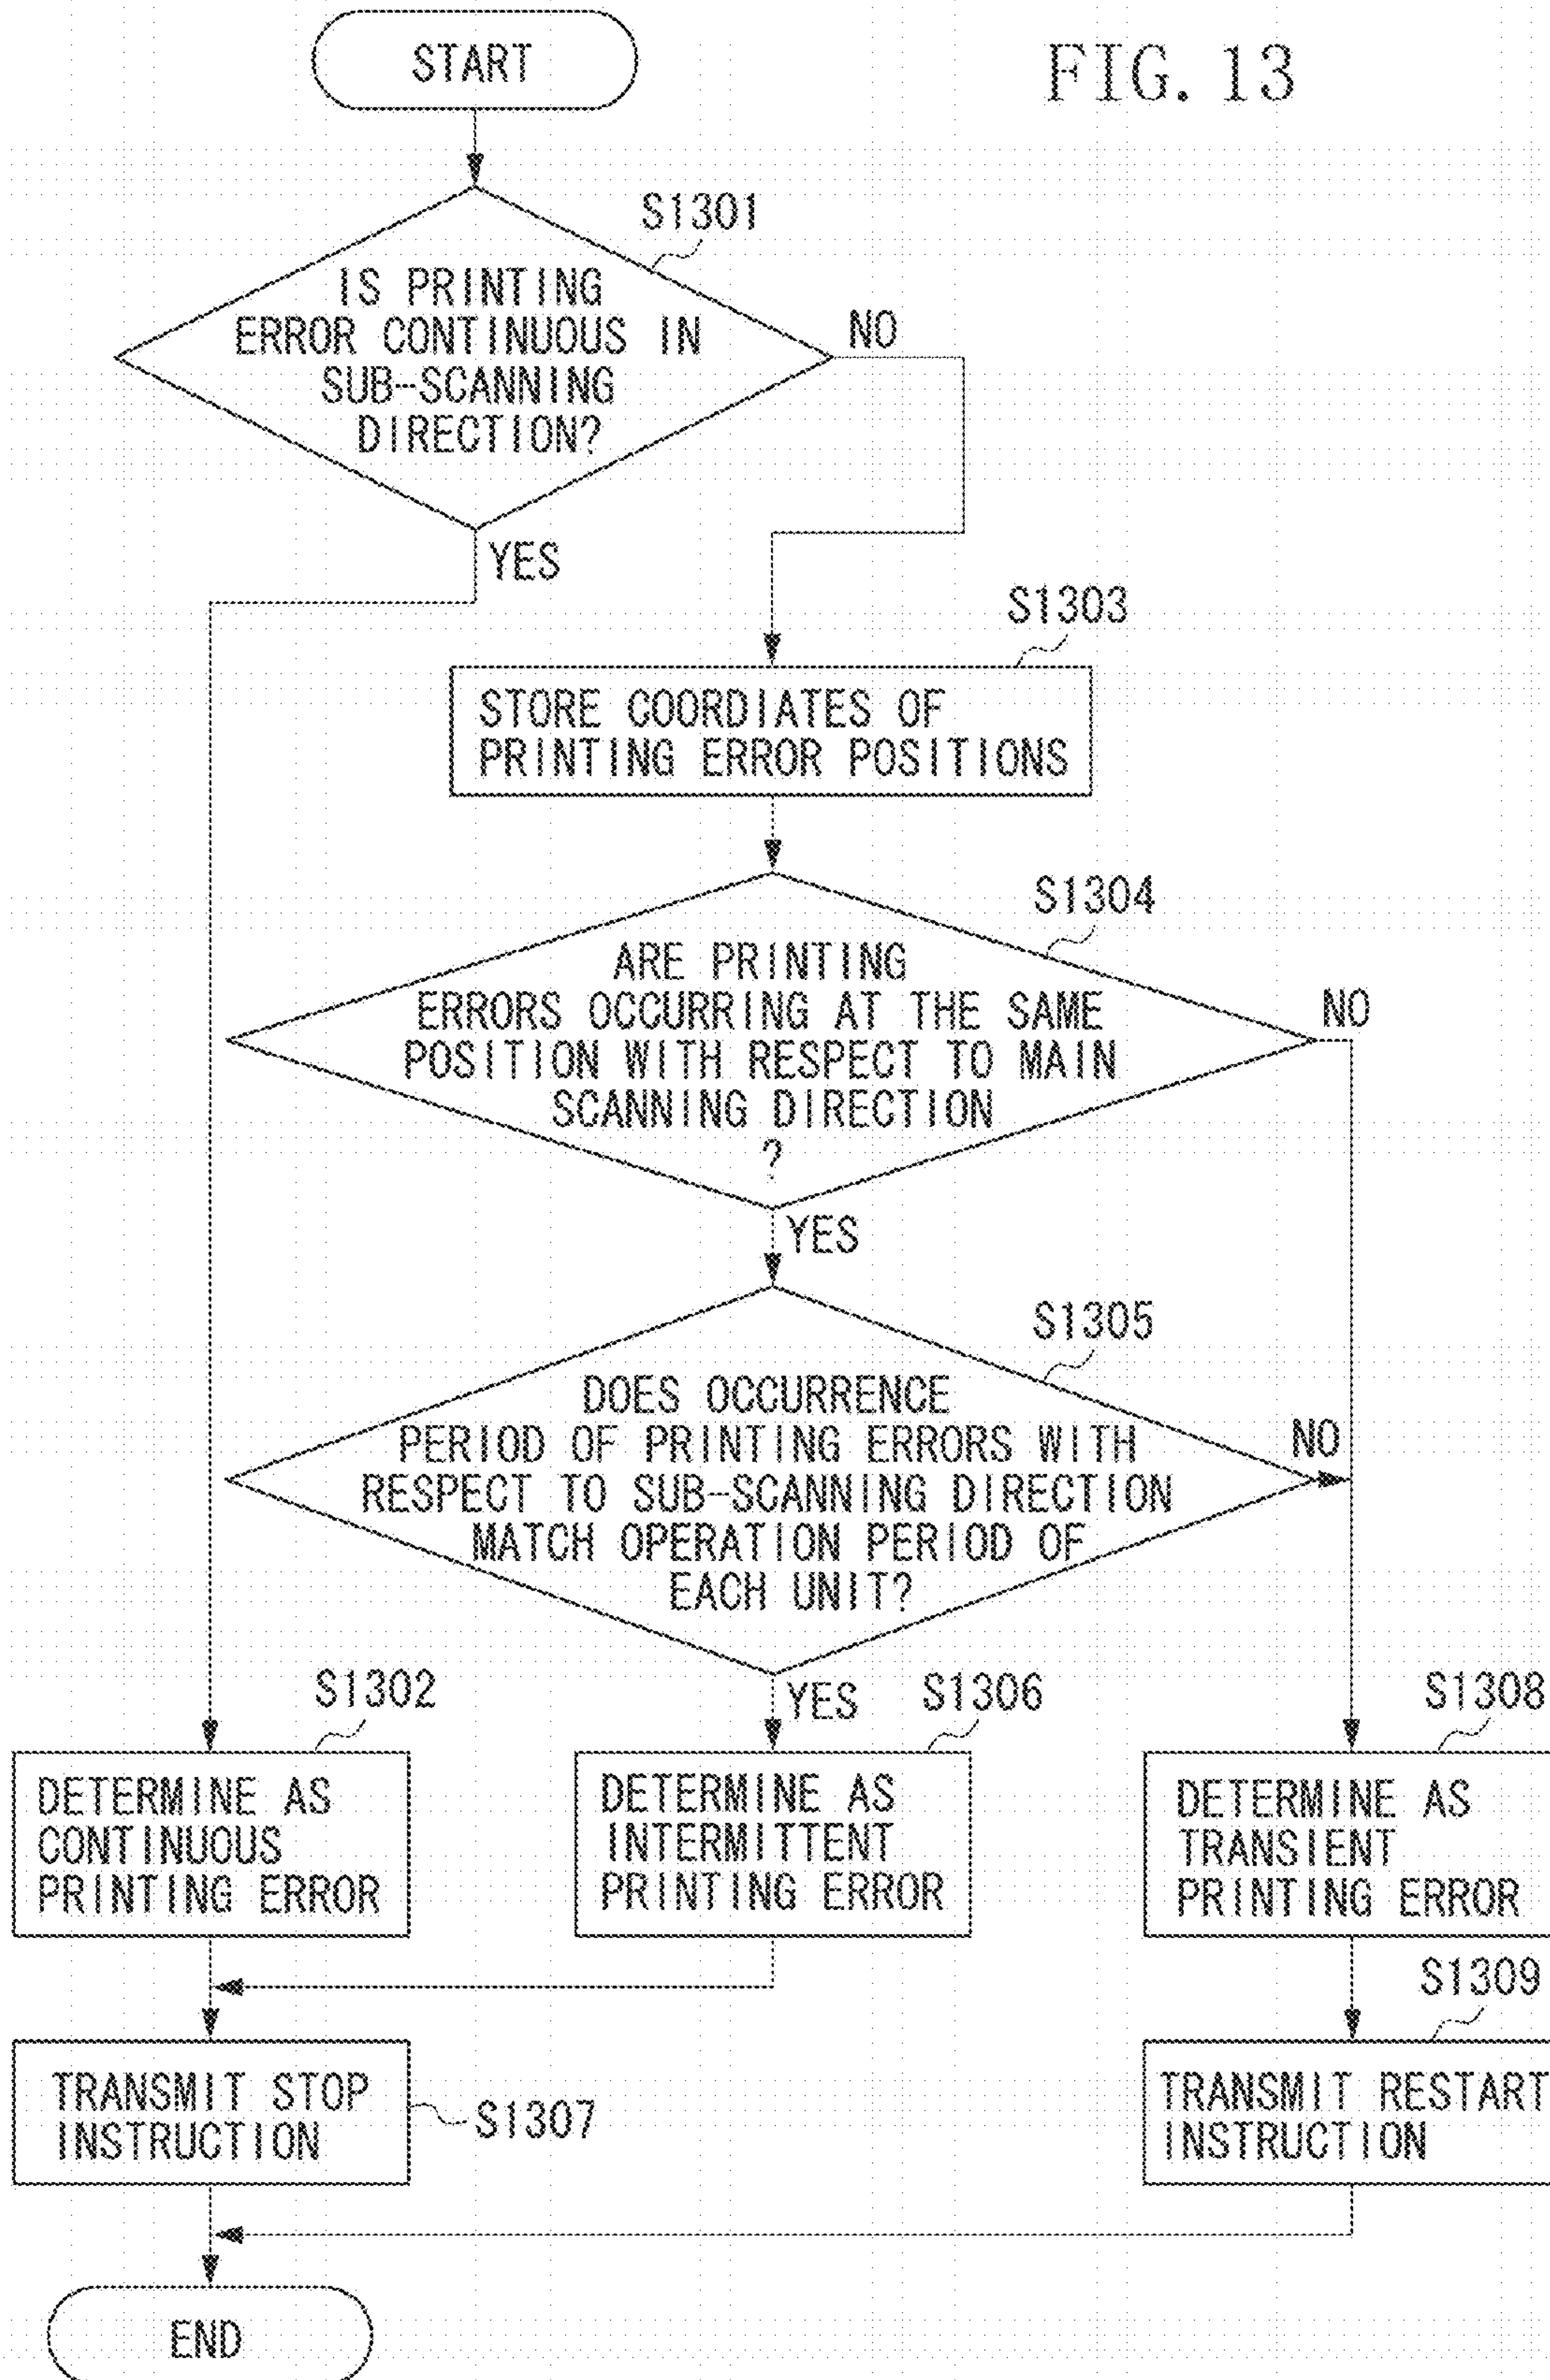 START
FIG. 13
S1301
IS PRINTING
ERROR CONTINUOUS IN
SUB-SCANNING
DIRECTION?
NO
YES
S1303
STORE COORDIATES OF
PRINTING ERROR POSITIONS
S1304
ARE PRINTING
ERRORS OCCURRING AT THE SAME
POSITION WITH RESPECT TO MAIN
SCANNING DIRECTION
?
NO
YES
S1305
DOES OCCURRENCE
PERIOD OF PRINTING ERRORS WITH
RESPECT TO SUB-SCANNING DIRECTION
MATCH OPERATION PERIOD OF
EACH UNIT?
NO
YES
S1302
DETERMINE AS
CONTINUOUS
PRINTING ERROR
S1306
DETERMINE AS
INTERMITTENT
PRINTING ERROR
S1308
DETERMINE AS
TRANSIENT
PRINTING ERROR
TRANSMIT STOP
INSTRUCTION
S1307
S1309
TRANSMIT RESTART
INSTRUCTION
END